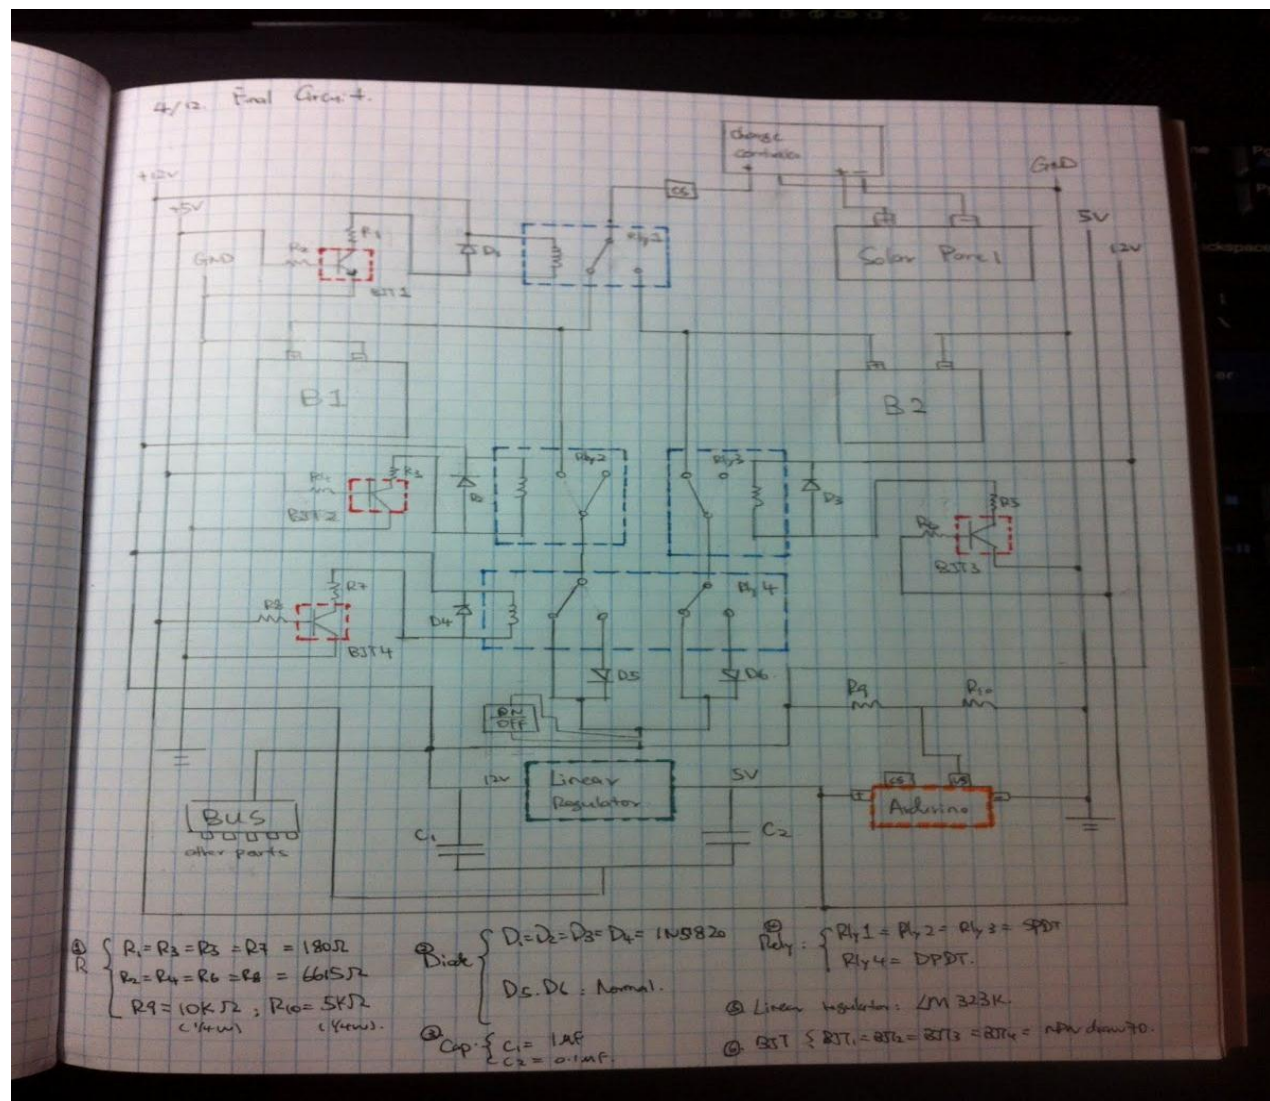 4/12. Final Circuit.
charge
controller
+12V
+5V
GND
GND
5V
12V
CS
R1
R2
BJT1
D1
Rly1
Solar Panel
B1
B2
R3
R4
BJT2
Rly2
Rly3
D3
R5
R6
BJT3
R7
R8
BJT4
D4
Rly4
D5
D6
R9
R10
ON
OFF
12V
Linear
Regulator
5V
CS
VS
Arduino
BUS
other parts
C1
C2
① R { R1 = R3 = R5 = R7 = 180Ω
R2 = R4 = R6 = R8 = 6615Ω
R9 = 10KΩ ; R10 = 5KΩ
(1/4W) (1/4W).
② Diode { D1 = D2 = D3 = D4 = 1N5820
D5. D6 : Normal.
③ Cap. { C1 = 1MF
C2 = 0.1MF.
④ Rely : { Rly1 = Rly2 = Rly3 = SPDT
Rly4 = DPDT.
⑤ Linear regulator: LM 323K.
⑥ BJT { BJT1 = BJT2 = BJT3 = BJT4 = NPN